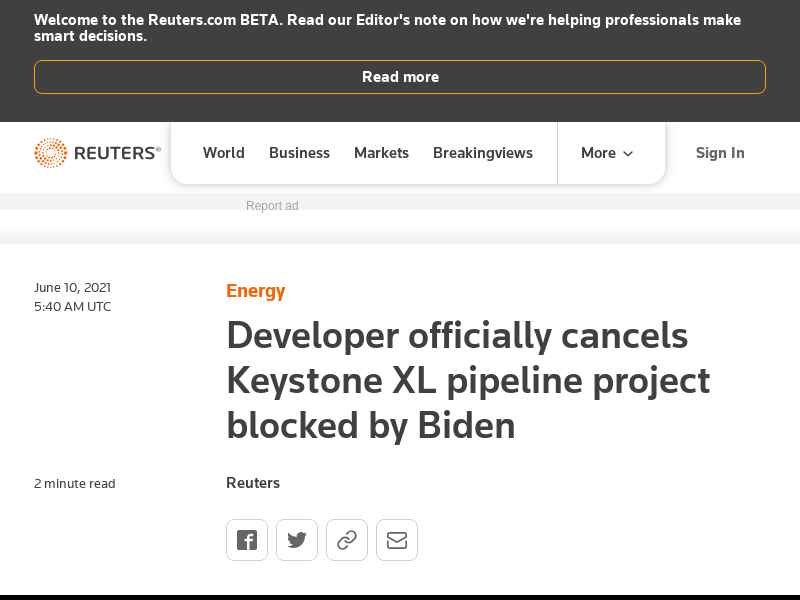 Welcome to the Reuters.com BETA. Read our Editor's note on how we're helping professionals make
smart decisions.
Read more
REUTERS®
World
Business
Markets
Breakingviews
More
Sign In
Report ad
June 10, 2021
5:40 AM UTC
Energy
Developer officially cancels
Keystone XL pipeline project
blocked by Biden
2 minute read
Reuters